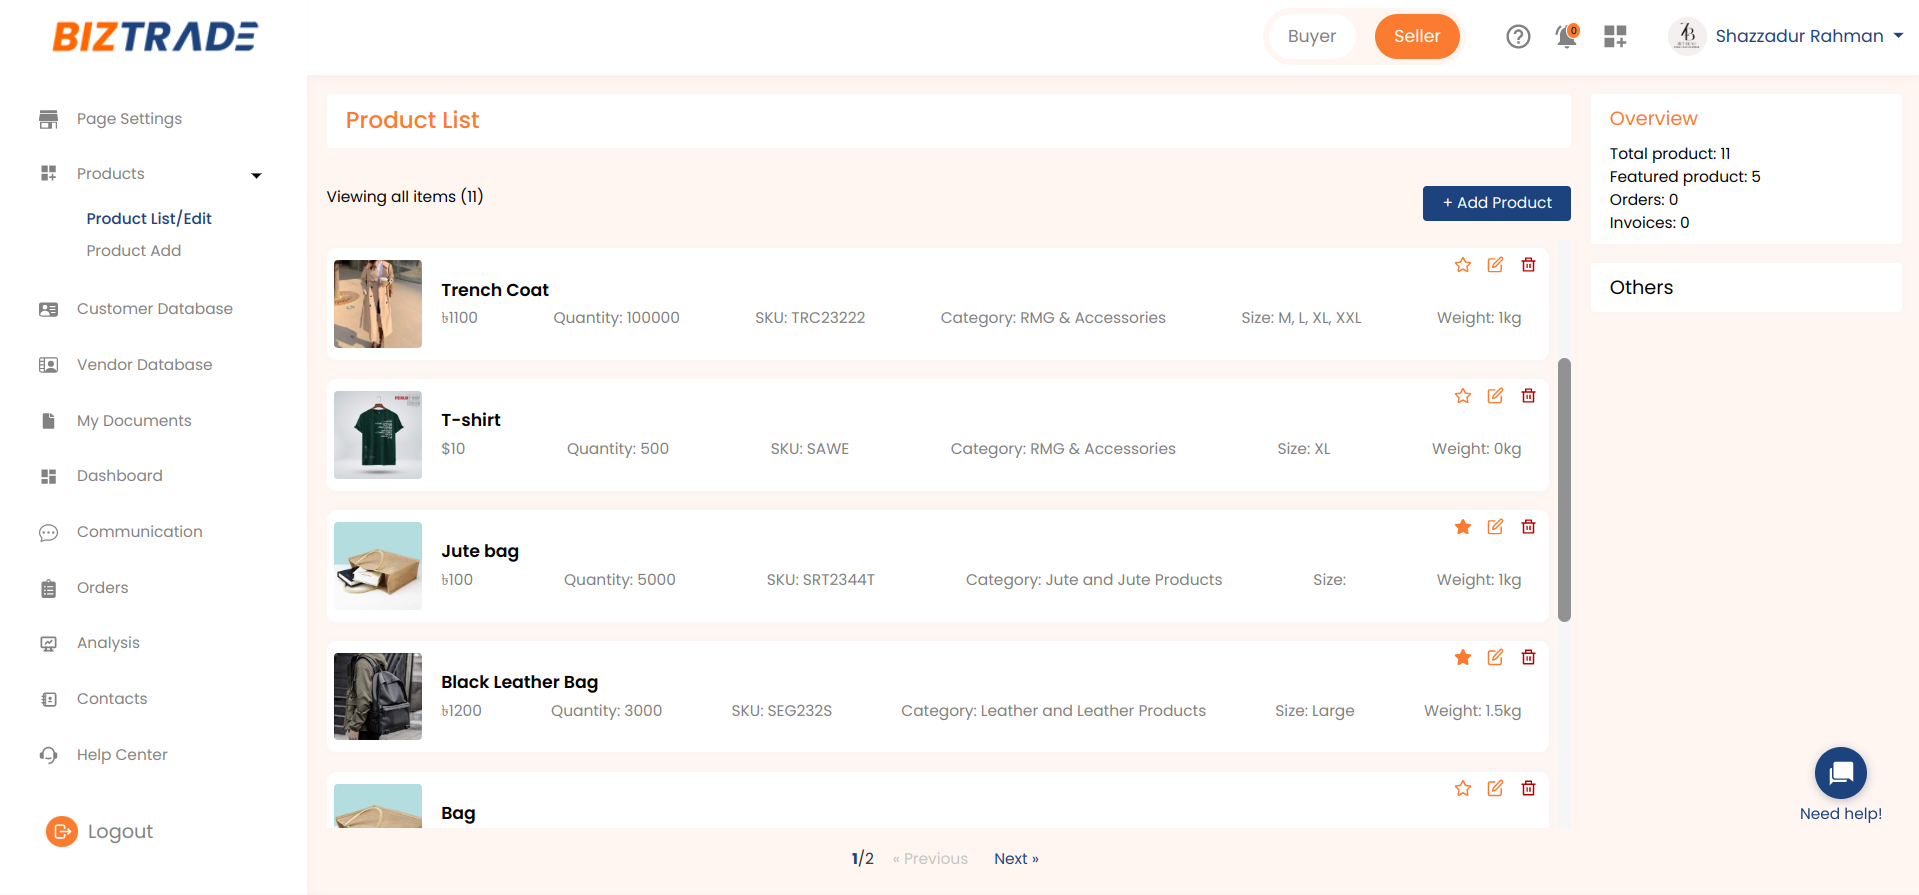 BIZTRADE
Buyer
Seller
0
Shazzadur Rahman
Page Settings
Products
Product List/Edit
Product Add
Customer Database
Vendor Database
My Documents
Dashboard
Communication
Orders
Analysis
Contacts
Help Center
Logout
Product List
Viewing all items (11)
+ Add Product
Trench Coat
৳1100 Quantity: 100000 SKU: TRC23222 Category: RMG & Accessories Size: M, L, XL, XXL Weight: 1kg
T-shirt
$10 Quantity: 500 SKU: SAWE Category: RMG & Accessories Size: XL Weight: 0kg
Jute bag
৳100 Quantity: 5000 SKU: SRT2344T Category: Jute and Jute Products Size: Weight: 1kg
Black Leather Bag
৳1200 Quantity: 3000 SKU: SEG232S Category: Leather and Leather Products Size: Large Weight: 1.5kg
Bag
1/2 « Previous Next »
Overview
Total product: 11
Featured product: 5
Orders: 0
Invoices: 0
Others
Need help!